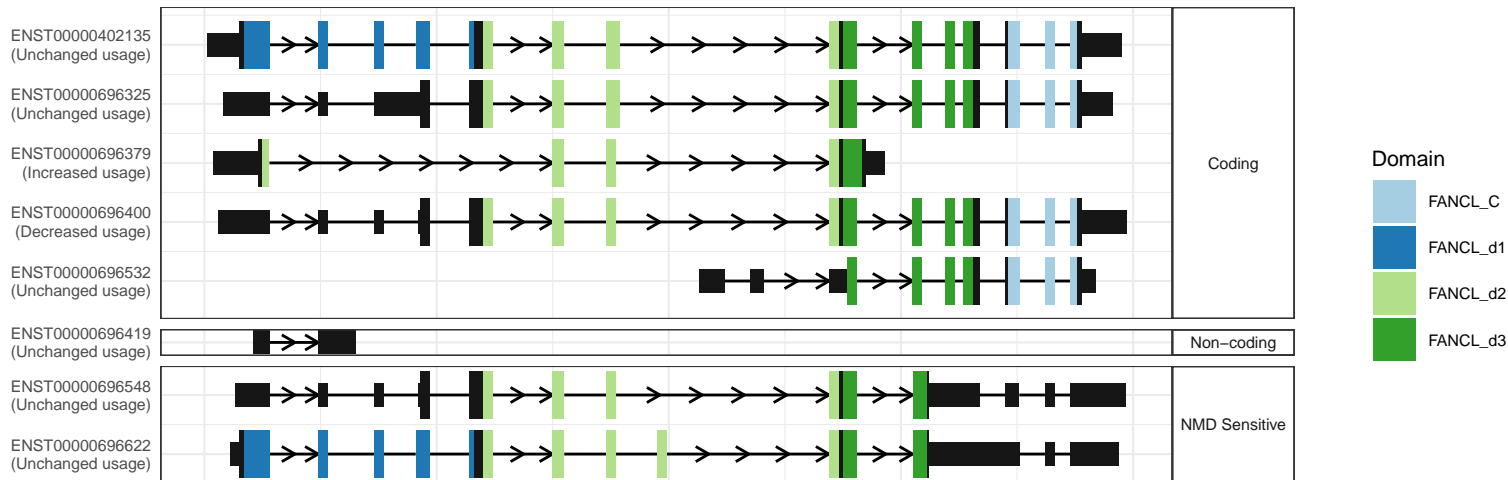 ENST00000402135
(Unchanged usage)
ENST00000696325
(Unchanged usage)
ENST00000696379
(Increased usage)
ENST00000696400
(Decreased usage)
ENST00000696532
(Unchanged usage)
Coding
ENST00000696419
(Unchanged usage)
Non−coding
ENST00000696548
(Unchanged usage)
ENST00000696622
(Unchanged usage)
NMD Sensitive
Domain
FANCL_C
FANCL_d1
FANCL_d2
FANCL_d3